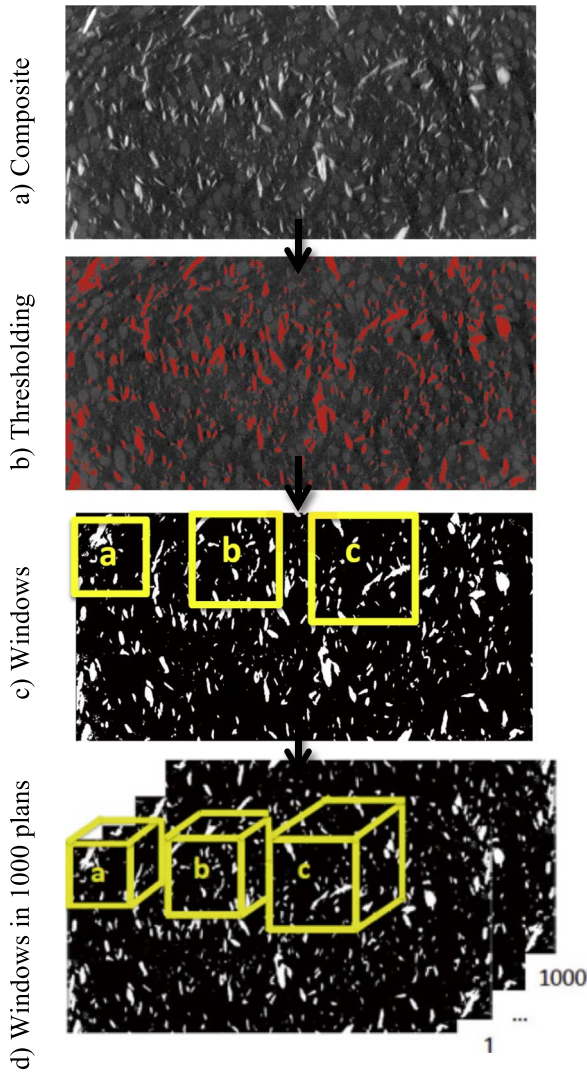 a) Composite
b) Thresholding
c) Windows
a
b
c
d) Windows in 1000 plans
a
b
c
1000
...
1